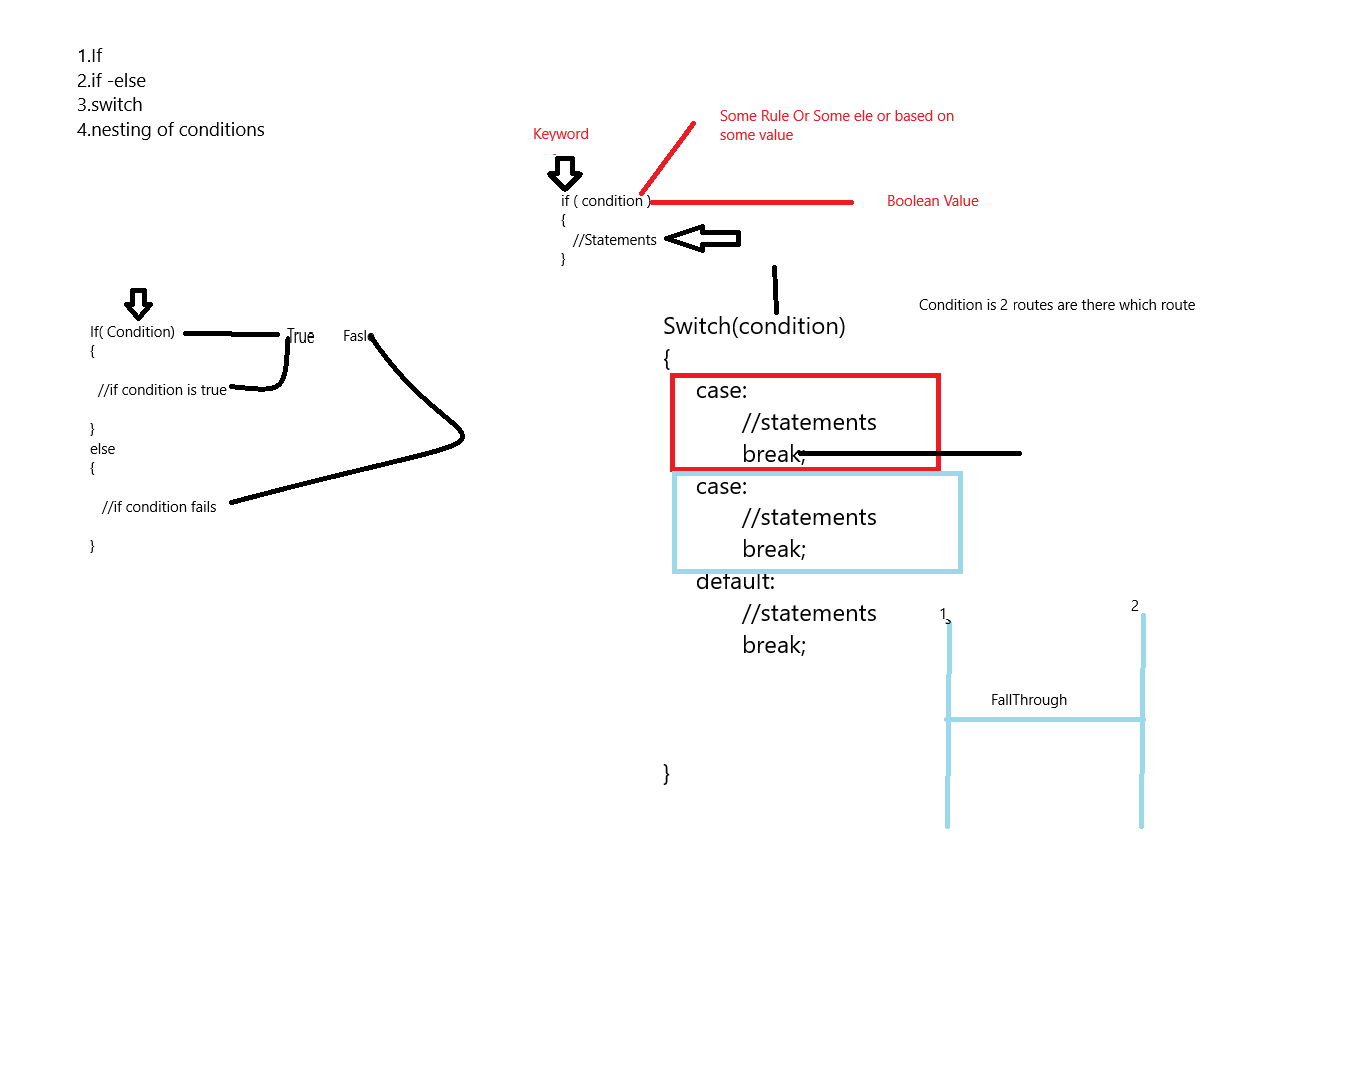 1.If
2.if -else
3.switch
4.nesting of conditions
Keyword
Some Rule Or Some ele or based on
some value
if ( condition )
Boolean Value
{
//Statements
}
Condition is 2 routes are there which route
If( Condition)
True
Fasl
{
//if condition is true
}
else
{
//if condition fails
}
Switch(condition)
{
case:
//statements
break;
case:
//statements
break;
default:
//statements
break;
}
1
2
FallThrough